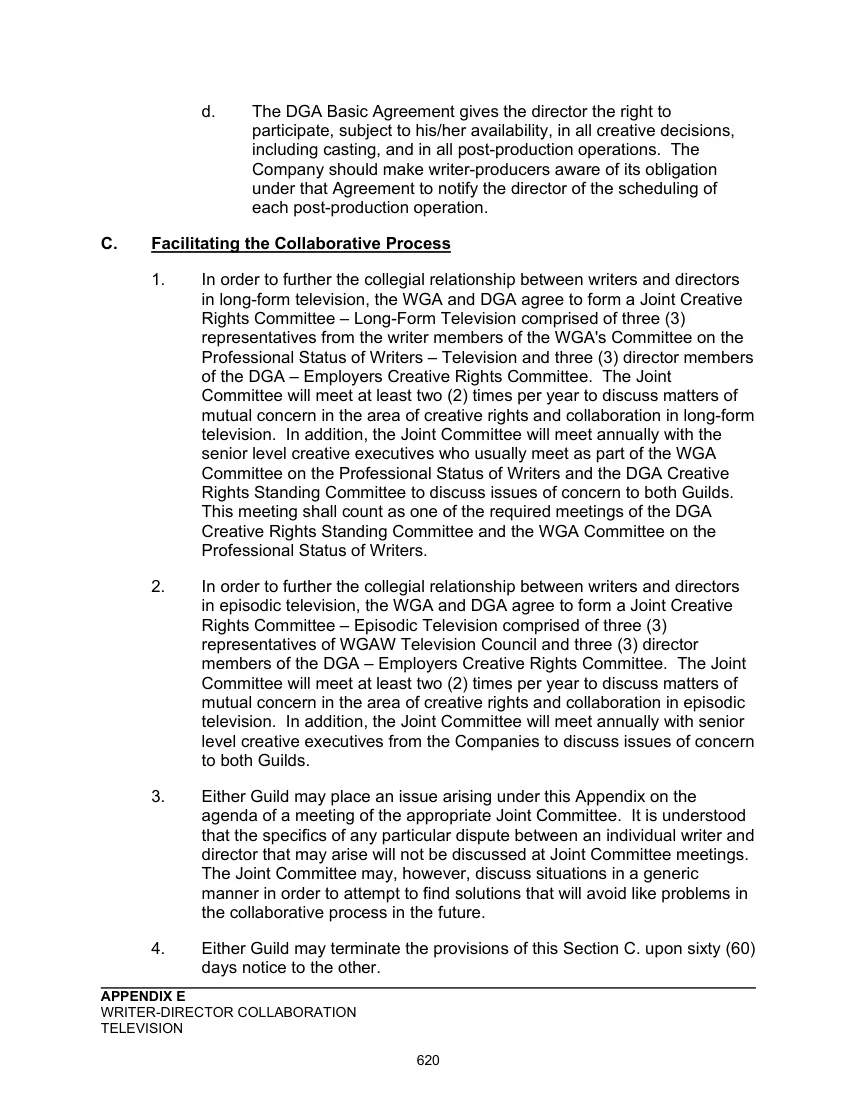 d. The DGA Basic Agreement gives the director the right to
participate, subject to his/her availability, in all creative decisions,
including casting, and in all post-production operations.  The
Company should make writer-producers aware of its obligation
under that Agreement to notify the director of the scheduling of
each post-production operation.
C. Facilitating the Collaborative Process
1. In order to further the collegial relationship between writers and directors
in long-form television, the WGA and DGA agree to form a Joint Creative
Rights Committee – Long-Form Television comprised of three (3)
representatives from the writer members of the WGA's Committee on the
Professional Status of Writers – Television and three (3) director members
of the DGA – Employers Creative Rights Committee.  The Joint
Committee will meet at least two (2) times per year to discuss matters of
mutual concern in the area of creative rights and collaboration in long-form
television.  In addition, the Joint Committee will meet annually with the
senior level creative executives who usually meet as part of the WGA
Committee on the Professional Status of Writers and the DGA Creative
Rights Standing Committee to discuss issues of concern to both Guilds.
This meeting shall count as one of the required meetings of the DGA
Creative Rights Standing Committee and the WGA Committee on the
Professional Status of Writers.
2. In order to further the collegial relationship between writers and directors
in episodic television, the WGA and DGA agree to form a Joint Creative
Rights Committee – Episodic Television comprised of three (3)
representatives of WGAW Television Council and three (3) director
members of the DGA – Employers Creative Rights Committee.  The Joint
Committee will meet at least two (2) times per year to discuss matters of
mutual concern in the area of creative rights and collaboration in episodic
television.  In addition, the Joint Committee will meet annually with senior
level creative executives from the Companies to discuss issues of concern
to both Guilds.
3. Either Guild may place an issue arising under this Appendix on the
agenda of a meeting of the appropriate Joint Committee.  It is understood
that the specifics of any particular dispute between an individual writer and
director that may arise will not be discussed at Joint Committee meetings.
The Joint Committee may, however, discuss situations in a generic
manner in order to attempt to find solutions that will avoid like problems in
the collaborative process in the future.
4. Either Guild may terminate the provisions of this Section C. upon sixty (60)
days notice to the other.
APPENDIX E
WRITER-DIRECTOR COLLABORATION
TELEVISION
620